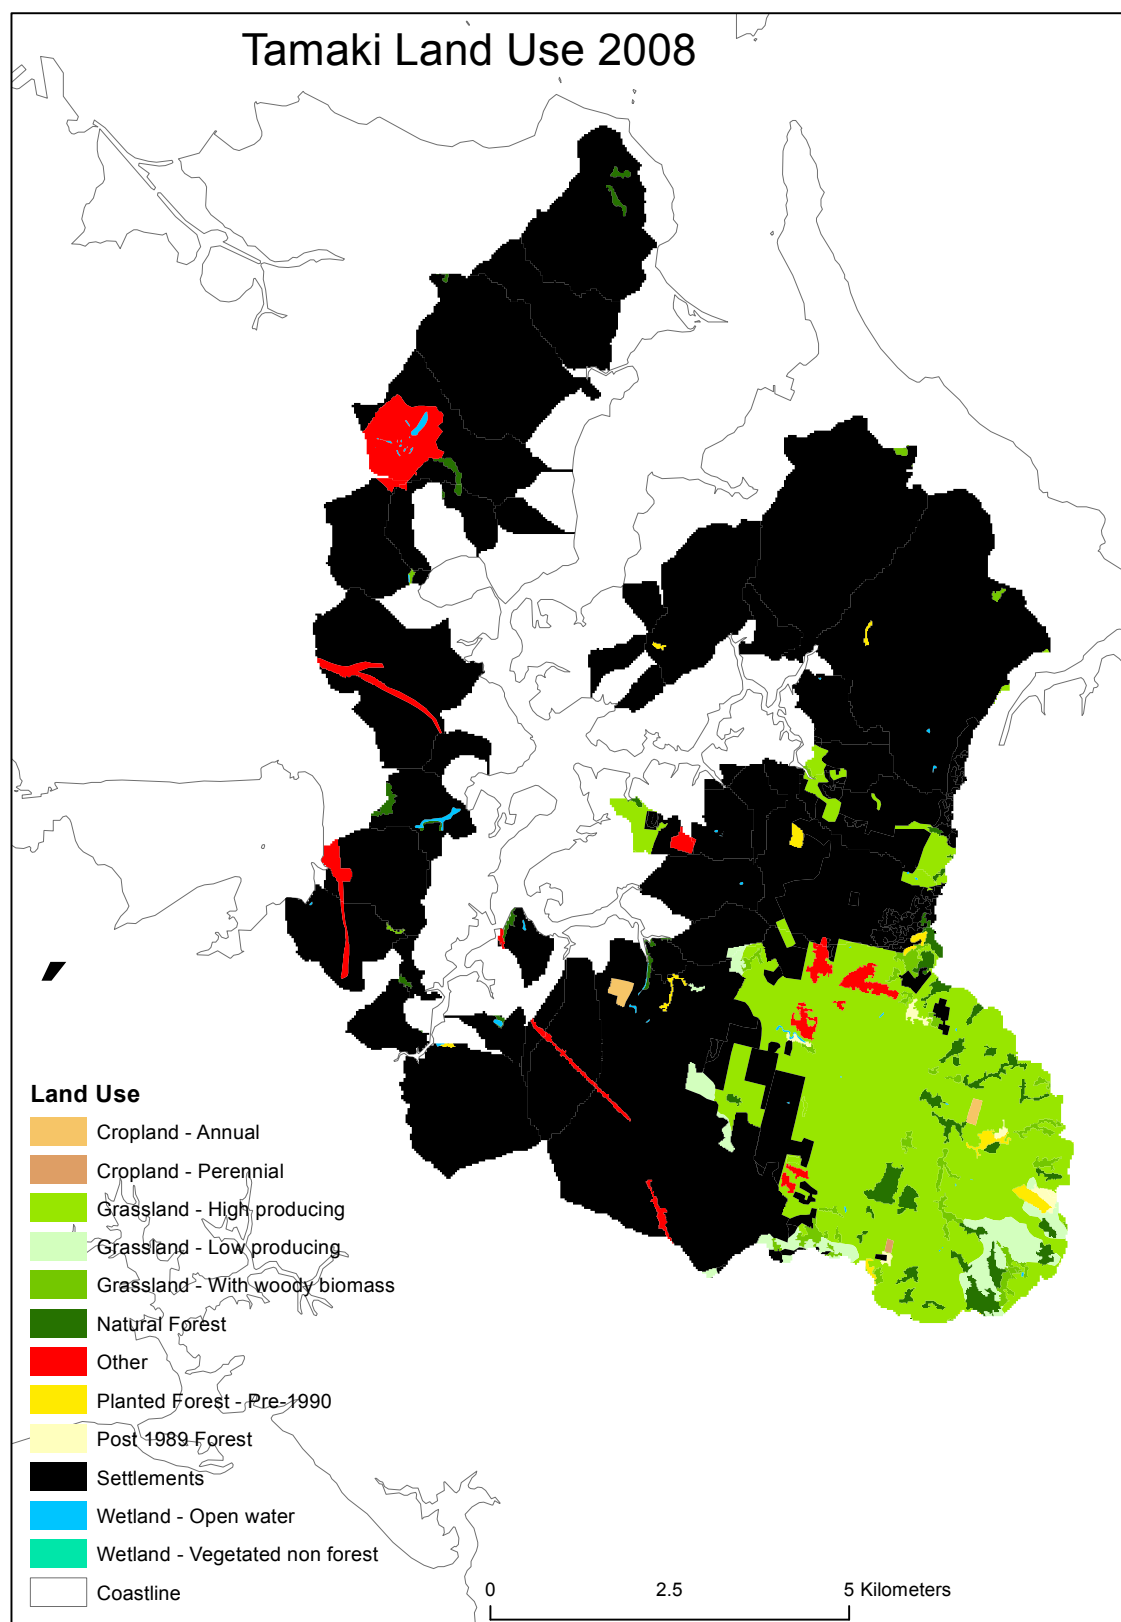 Tamaki Land Use 2008
Land Use
Cropland - Annual
Cropland - Perennial
Grassland - High producing
Grassland - Low producing
Grassland - With woody biomass
Natural Forest
Other
Planted Forest - Pre-1990
Post 1989 Forest
Settlements
Wetland - Open water
Wetland - Vegetated non forest
Coastline
0 2.5 5 Kilometers